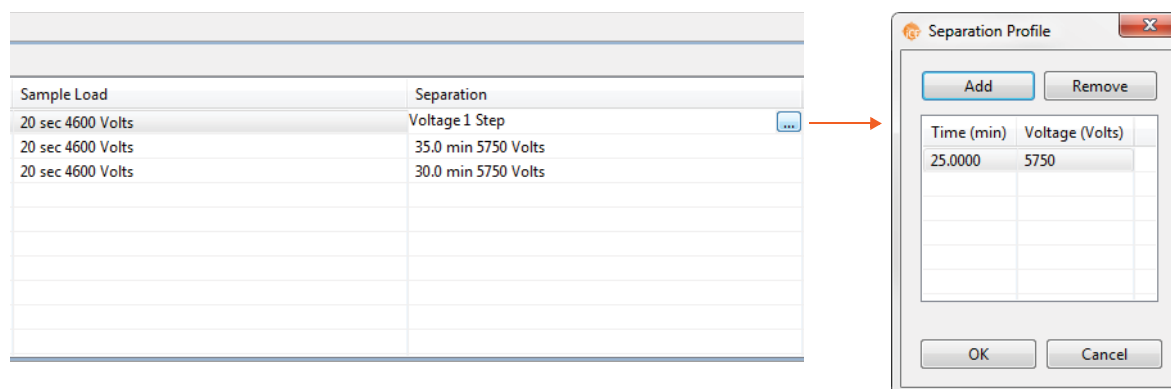 Sample Load Separation
20 sec 4600 Volts Voltage 1 Step ...
20 sec 4600 Volts 35.0 min 5750 Volts
20 sec 4600 Volts 30.0 min 5750 Volts
Separation Profile
Add Remove
Time (min) Voltage (Volts)
25.0000 5750
OK Cancel